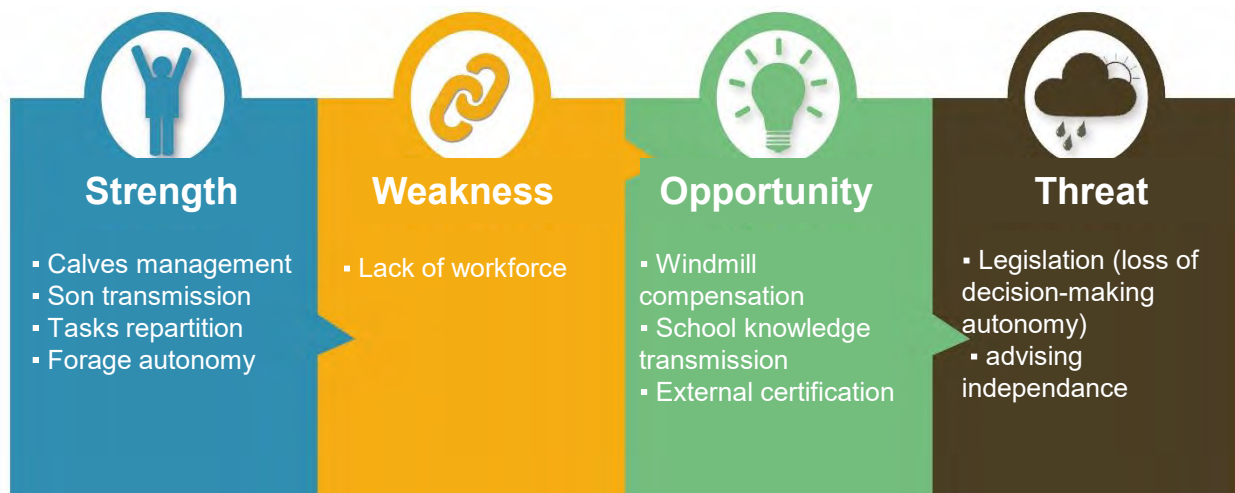 Strength
▪ Calves management
▪ Son transmission
▪ Tasks repartition
▪ Forage autonomy
Weakness
▪ Lack of workforce
Opportunity
▪ Windmill
compensation
▪ School knowledge
transmission
▪ External certification
Threat
▪ Legislation (loss of
decision-making
autonomy)
▪ advising
independance